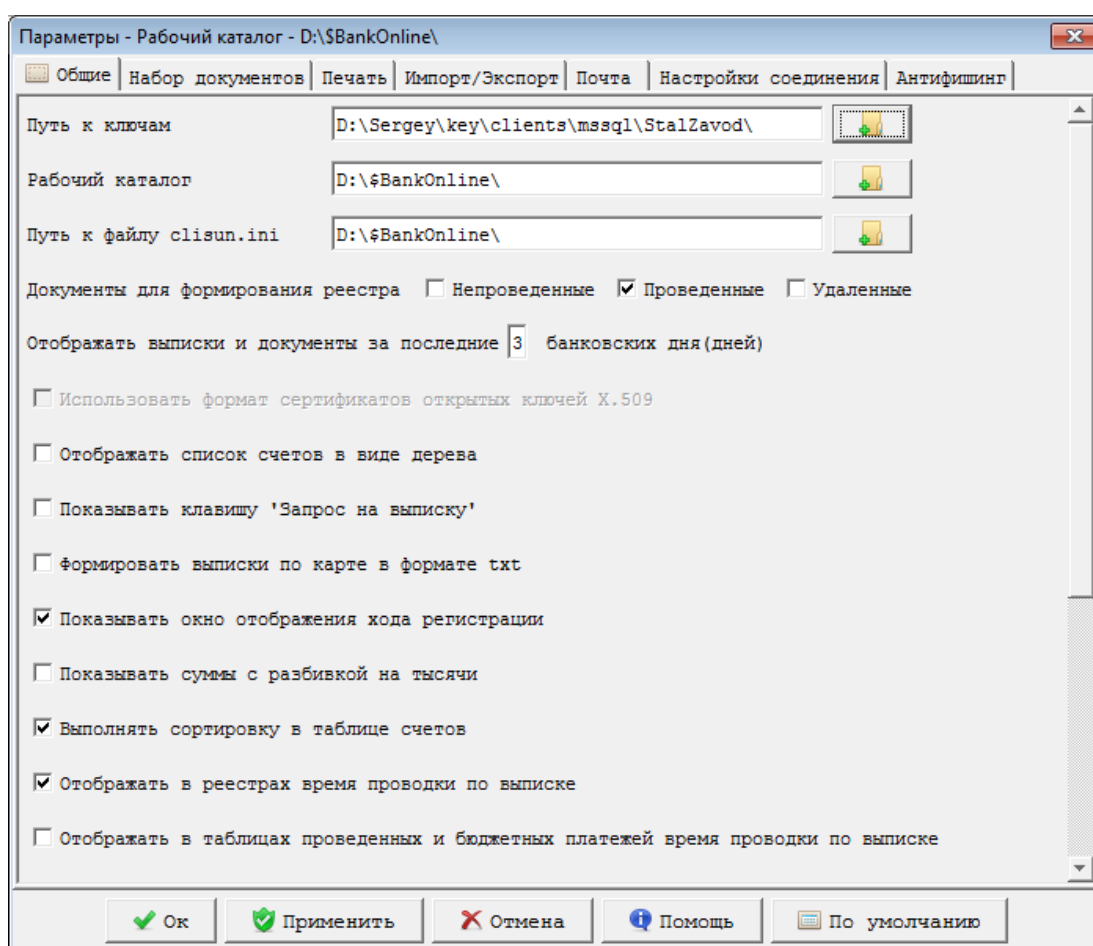 Параметры - Рабочий каталог - D:\$BankOnline\
Общие Набор документов Печать Импорт/Экспорт Почта Настройки соединения Антифишинг
Путь к ключам D:\Sergey\key\clients\mssql\StalZavod\
Рабочий каталог D:\$BankOnline\
Путь к файлу clisun.ini D:\$BankOnline\
Документы для формирования реестра Непроведенные Проведенные Удаленные
Отображать выписки и документы за последние 3 банковских дня(дней)
Использовать формат сертификатов открытых ключей X.509
Отображать список счетов в виде дерева
Показывать клавишу 'Запрос на выписку'
Формировать выписки по карте в формате txt
Показывать окно отображения хода регистрации
Показывать суммы с разбивкой на тысячи
Выполнять сортировку в таблице счетов
Отображать в реестрах время проводки по выписке
Отображать в таблицах проведенных и бюджетных платежей время проводки по выписке
Ок Применить Отмена Помощь По умолчанию